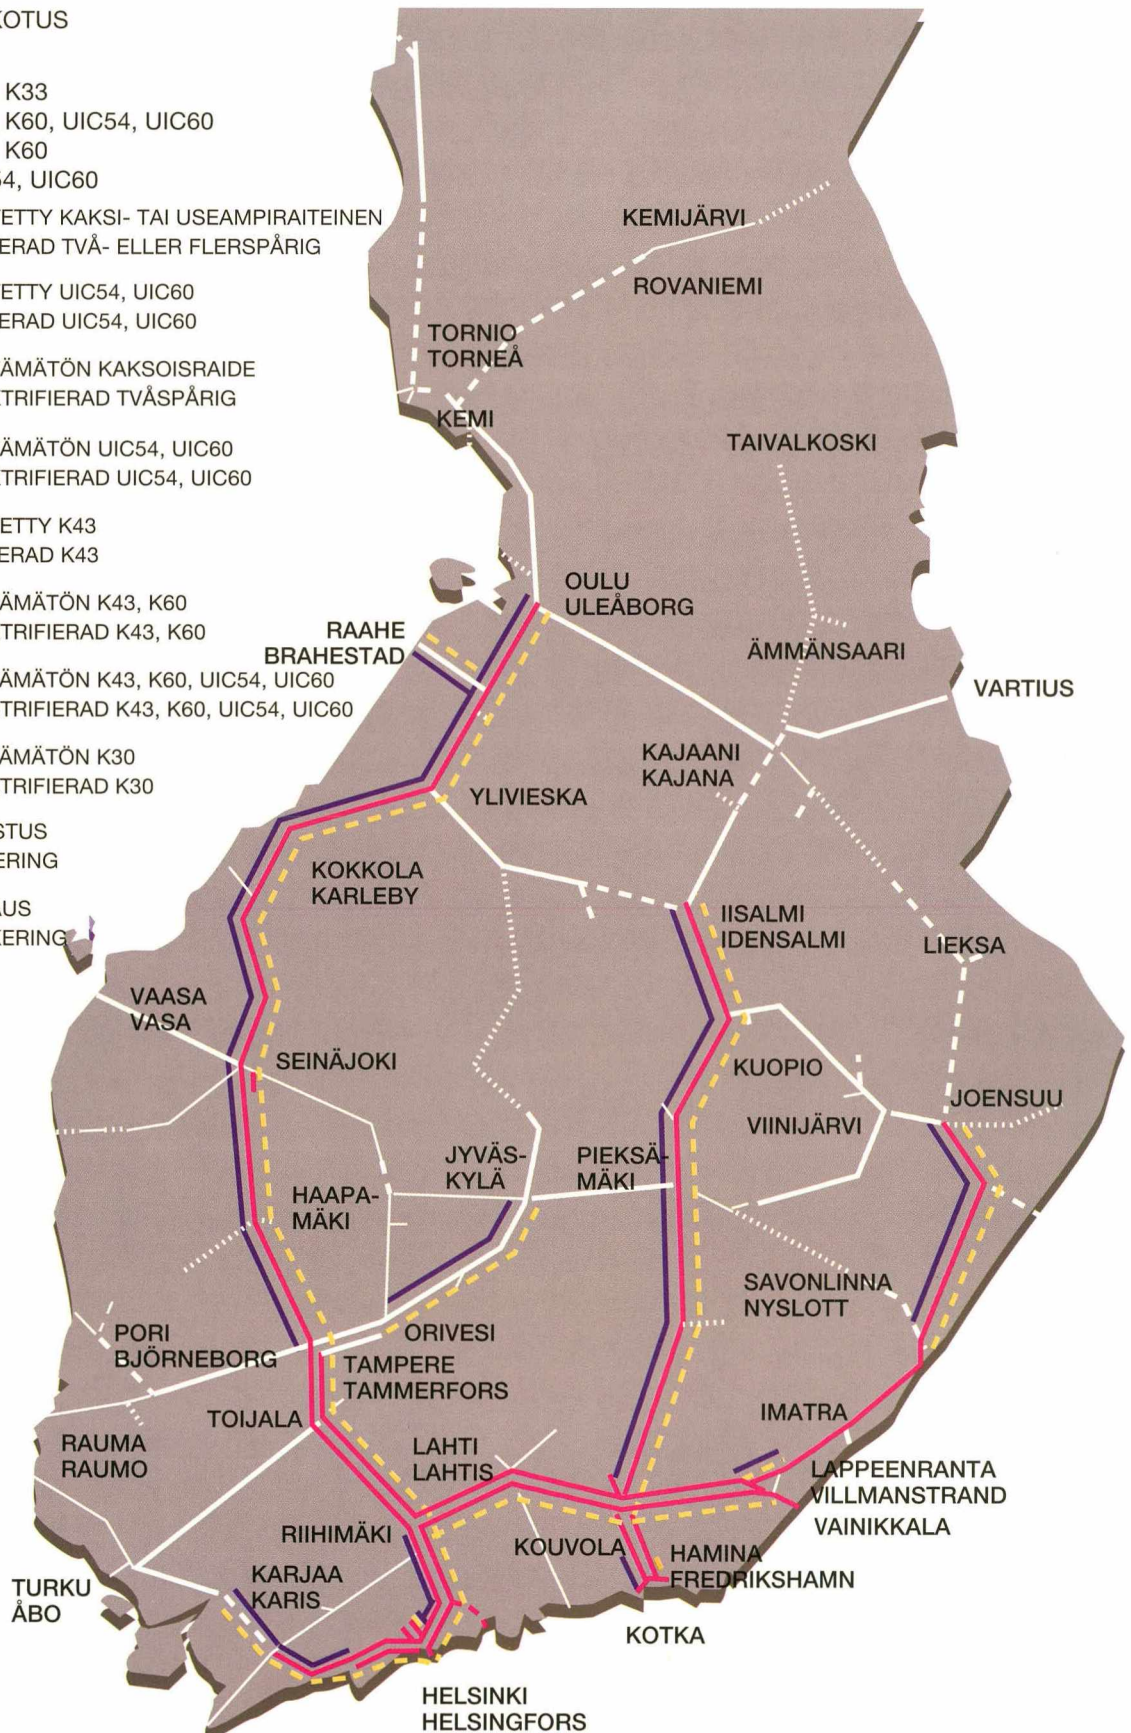 KOTUS
K33
K60, UIC54, UIC60
K60
54, UIC60
ETTY KAKSI- TAI USEAMPIRAITEINEN
ERAD TVÅ- ELLER FLERSPÅRIG
ETTY UIC54, UIC60
ERAD UIC54, UIC60
ÄMÄTÖN KAKSOISRAIDE
TRIFIERAD TVÅSPÅRIG
ÄMÄTÖN UIC54, UIC60
TRIFIERAD UIC54, UIC60
ETTY K43
ERAD K43
ÄMÄTÖN K43, K60
TRIFIERAD K43, K60
ÄMÄTÖN K43, K60, UIC54, UIC60
TRIFIERAD K43, K60, UIC54, UIC60
ÄMÄTÖN K30
TRIFIERAD K30
STUS
ERING
AUS
KERING
KEMIJÄRVI
ROVANIEMI
TORNIO
TORNEÅ
KEMI
TAIVALKOSKI
OULU
ULEÅBORG
RAAHE
BRAHESTAD
ÄMMÄNSAARI
VARTIUS
KAJAANI
KAJANA
YLIVIESKA
KOKKOLA
KARLEBY
IISALMI
IDENSALMI
LIEKSA
VAASA
VASA
SEINÄJOKI
KUOPIO
JOENSUU
VIINIJÄRVI
JYVÄS-
KYLÄ
PIEKSÄ-
MÄKI
HAAPA-
MÄKI
SAVONLINNA
NYSLOTT
PORI
BJÖRNEBORG
ORIVESI
TAMPERE
TAMMERFORS
TOIJALA
IMATRA
RAUMA
RAUMO
LAHTI
LAHTIS
LAPPEENRANTA
VILLMANSTRAND
VAINIKKALA
RIIHIMÄKI
KOUVOLA
HAMINA
FREDRIKSHAMN
KARJAA
KARIS
TURKU
ÅBO
KOTKA
HELSINKI
HELSINGFORS